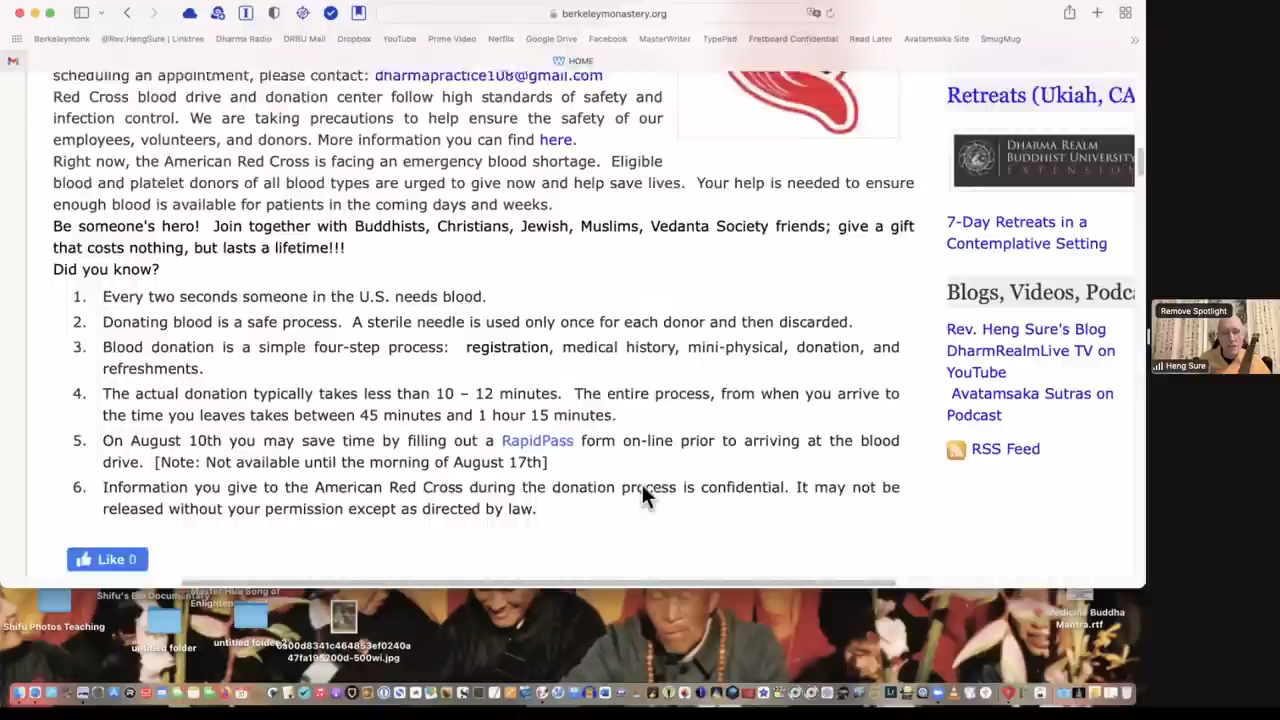 berkeleymonastery.org
Berkeleymonk @Rev.HengSure | Linktree Dharma Radio DRBU Mail Dropbox YouTube Prime Video Netflix Google Drive Facebook MasterWriter TypePad Fretboard Confidential Read Later Avatamsaka Site SmugMug
HOME
scheduling an appointment, please contact: dharmapractice108@gmail.com
Red Cross blood drive and donation center follow high standards of safety and
infection control. We are taking precautions to help ensure the safety of our
employees, volunteers, and donors. More information you can find here.
Right now, the American Red Cross is facing an emergency blood shortage. Eligible
blood and platelet donors of all blood types are urged to give now and help save lives. Your help is needed to ensure
enough blood is available for patients in the coming days and weeks.
Be someone's hero! Join together with Buddhists, Christians, Jewish, Muslims, Vedanta Society friends; give a gift
that costs nothing, but lasts a lifetime!!!
Did you know?
1. Every two seconds someone in the U.S. needs blood.
2. Donating blood is a safe process. A sterile needle is used only once for each donor and then discarded.
3. Blood donation is a simple four-step process: registration, medical history, mini-physical, donation, and
refreshments.
4. The actual donation typically takes less than 10 – 12 minutes. The entire process, from when you arrive to
the time you leaves takes between 45 minutes and 1 hour 15 minutes.
5. On August 10th you may save time by filling out a RapidPass form on-line prior to arriving at the blood
drive. [Note: Not available until the morning of August 17th]
6. Information you give to the American Red Cross during the donation process is confidential. It may not be
released without your permission except as directed by law.
Like 0
Retreats (Ukiah, CA
DHARMA REALM
BUDDHIST UNIVERSITY
EXTENSION
7-Day Retreats in a
Contemplative Setting
Blogs, Videos, Podc
Rev. Heng Sure's Blog
DharmRealmLive TV on
YouTube
Avatamsaka Sutras on
Podcast
RSS Feed
Remove Spotlight
Heng Sure
Shifu's Bio Documentary
Master Hua Song of
Enlighten
Shifu Photos Teaching
untitled folder
untitled folder 2
47fa195200d-500wi.jpg
Medicine Buddha
Mantra.rtf